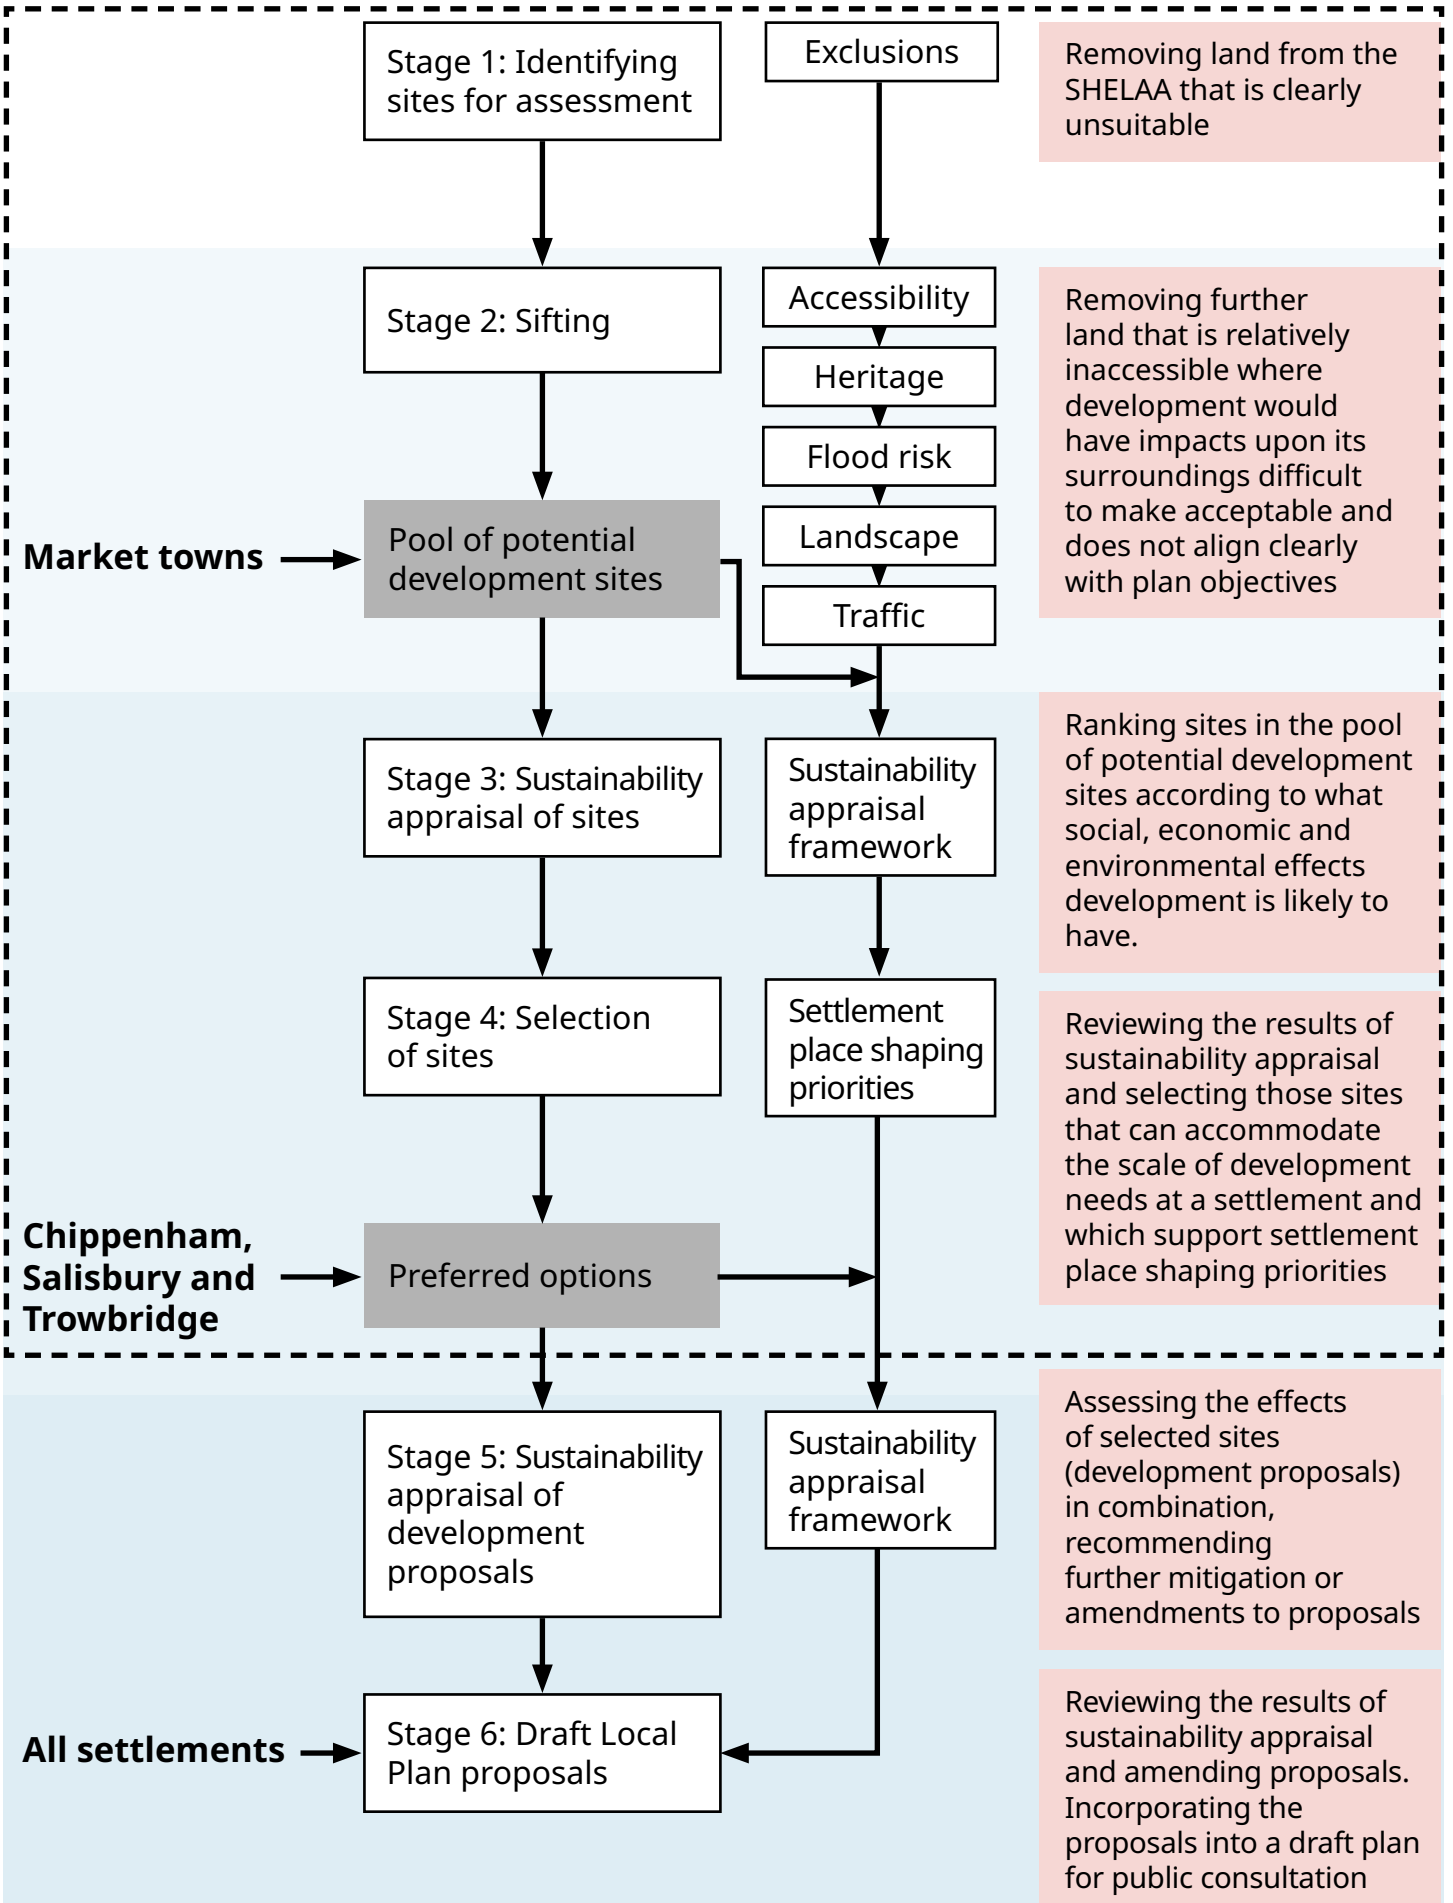 Stage 1: Identifying
sites for assessment
Exclusions
Removing land from the
SHELAA that is clearly
unsuitable
Stage 2: Sifting
Accessibility
Heritage
Flood risk
Landscape
Traffic
Removing further
land that is relatively
inaccessible where
development would
have impacts upon its
surroundings difficult
to make acceptable and
does not align clearly
with plan objectives
Market towns
Pool of potential
development sites
Stage 3: Sustainability
appraisal of sites
Sustainability
appraisal
framework
Ranking sites in the pool
of potential development
sites according to what
social, economic and
environmental effects
development is likely to
have.
Stage 4: Selection
of sites
Settlement
place shaping
priorities
Reviewing the results of
sustainability appraisal
and selecting those sites
that can accommodate
the scale of development
needs at a settlement and
which support settlement
place shaping priorities
Chippenham,
Salisbury and
Trowbridge
Preferred options
Stage 5: Sustainability
appraisal of
development
proposals
Sustainability
appraisal
framework
Assessing the effects
of selected sites
(development proposals)
in combination,
recommending
further mitigation or
amendments to proposals
All settlements
Stage 6: Draft Local
Plan proposals
Reviewing the results of
sustainability appraisal
and amending proposals.
Incorporating the
proposals into a draft plan
for public consultation